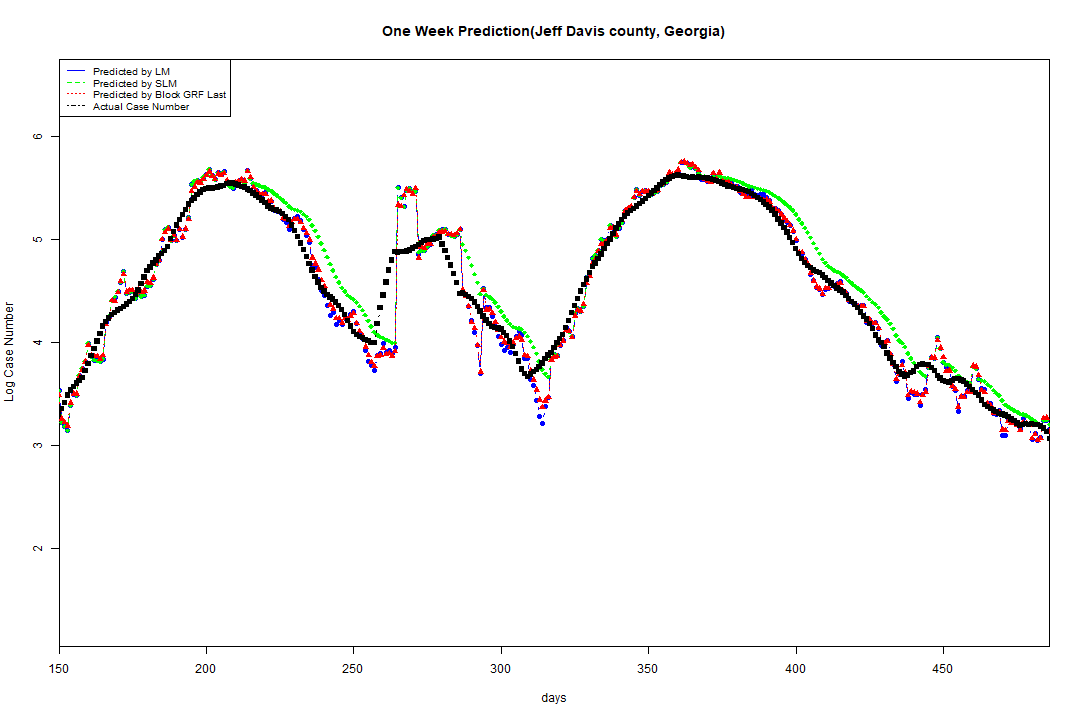 One Week Prediction(Jeff Davis county, Georgia)
Predicted by LM
Predicted by SLM
Predicted by Block GRF Last
Actual Case Number
Log Case Number
6
5
4
3
2
150 200 250 300 350 400 450
days